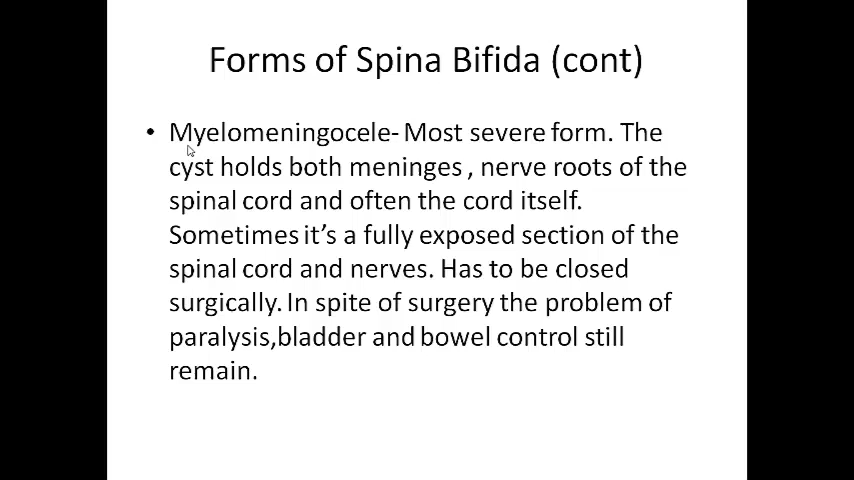 Forms of Spina Bifida (cont)
• Myelomeningocele- Most severe form. The
cyst holds both meninges , nerve roots of the
spinal cord and often the cord itself.
Sometimes it's a fully exposed section of the
spinal cord and nerves. Has to be closed
surgically. In spite of surgery the problem of
paralysis,bladder and bowel control still
remain.